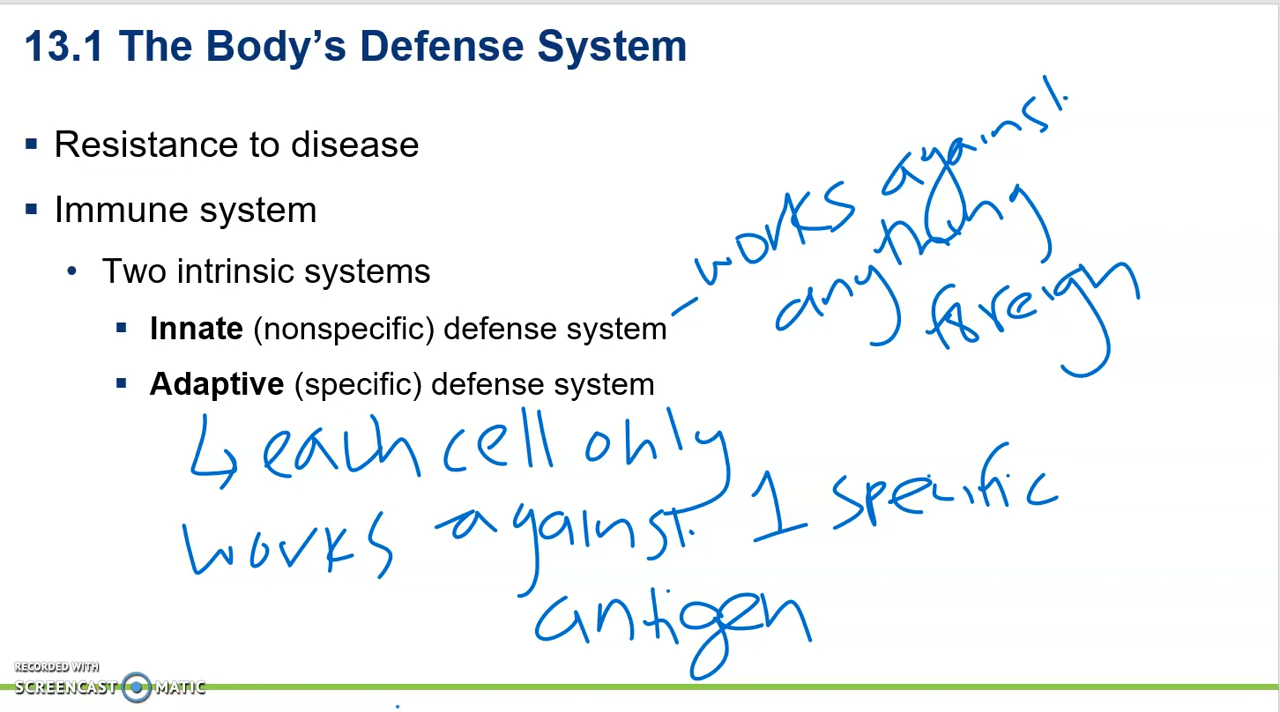 13.1 The Body's Defense System
▪ Resistance to disease
▪ Immune system
• Two intrinsic systems
▪ Innate (nonspecific) defense system
- works against
anything
foreign
▪ Adaptive (specific) defense system
↳ each cell only
works against 1 specific
antigen
RECORDED WITH
SCREENCAST MATIC